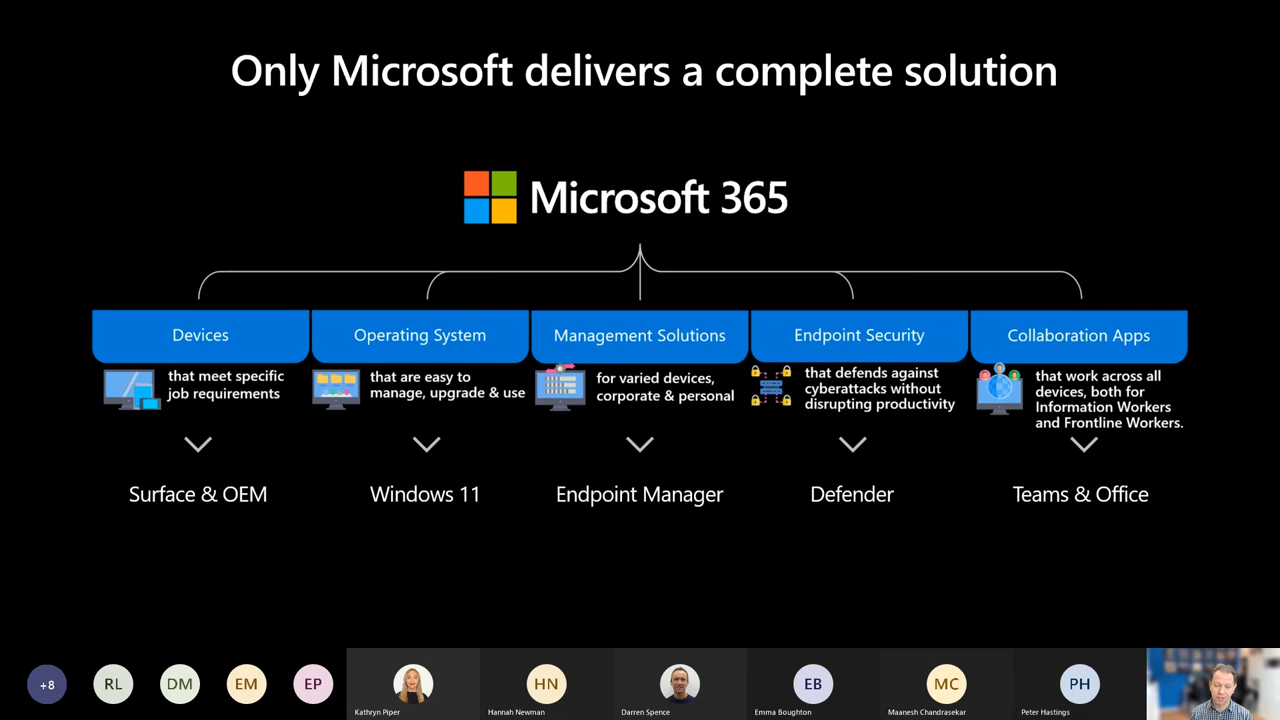 Only Microsoft delivers a complete solution
Microsoft 365
Devices
that meet specific
job requirements
Surface & OEM
Operating System
that are easy to
manage, upgrade & use
Windows 11
Management Solutions
for varied devices,
corporate & personal
Endpoint Manager
Endpoint Security
that defends against
cyberattacks without
disrupting productivity
Defender
Collaboration Apps
that work across all
devices, both for
Information Workers
and Frontline Workers.
Teams & Office
+8
RL
DM
EM
EP
Kathryn Piper
HN
Hannah Newman
Darren Spence
EB
Emma Boughton
MC
Maanesh Chandrasekar
PH
Peter Hastings